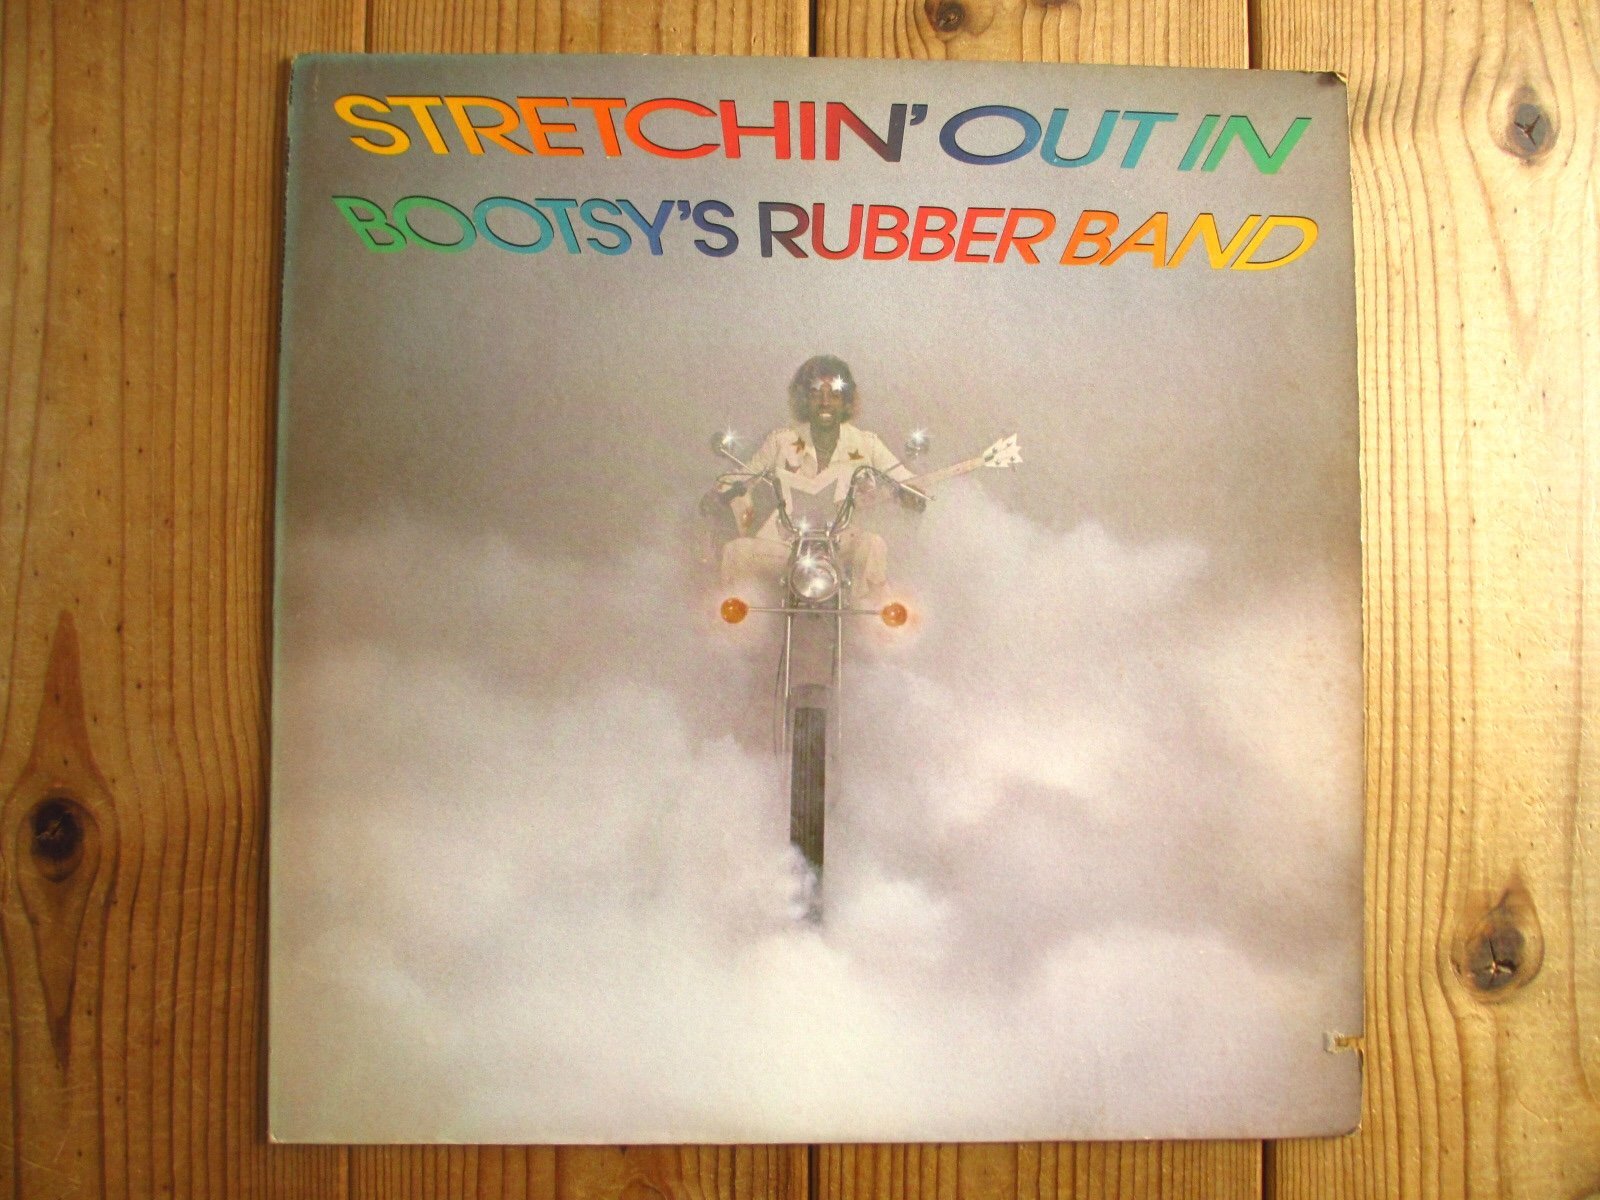 STRETCHIN' OUT IN
BOOTSY'S RUBBER BAND